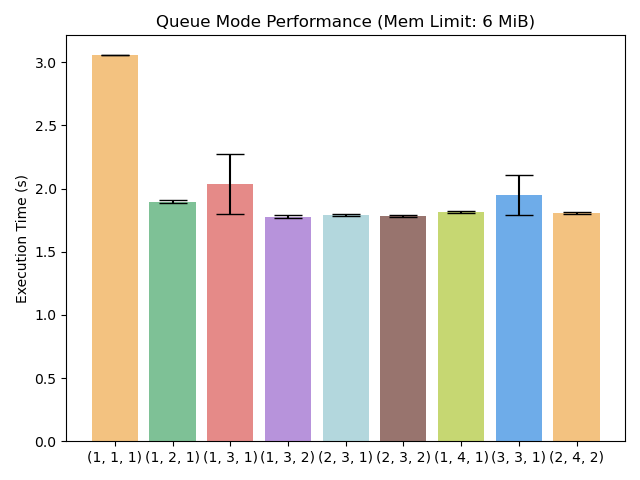 Queue Mode Performance (Mem Limit: 6 MiB)
Execution Time (s)
3.0
2.5
2.0
1.5
1.0
0.5
0.0
(1, 1, 1) (1, 2, 1) (1, 3, 1) (1, 3, 2) (2, 3, 1) (2, 3, 2) (1, 4, 1) (3, 3, 1) (2, 4, 2)